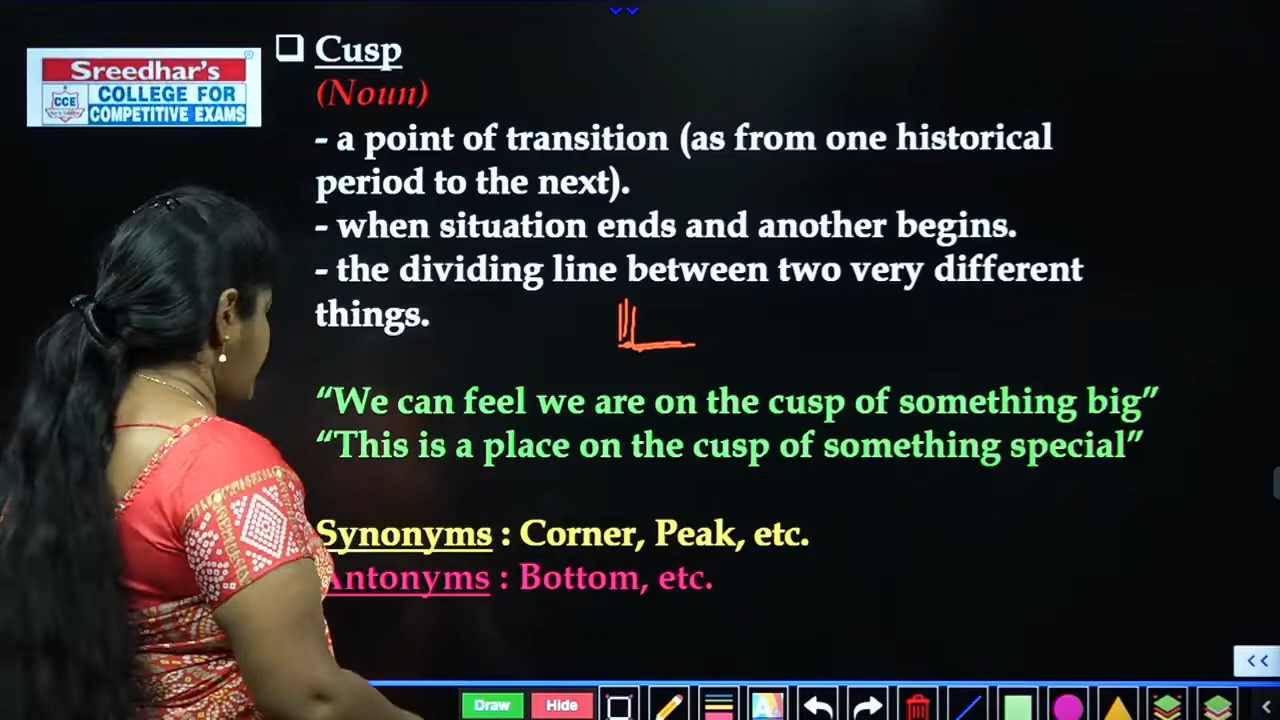 Sreedhar's
CCE
COLLEGE FOR
COMPETITIVE EXAMS
Cusp
(Noun)
- a point of transition (as from one historical
period to the next).
- when situation ends and another begins.
- the dividing line between two very different
things.
“We can feel we are on the cusp of something big”
“This is a place on the cusp of something special”
Synonyms : Corner, Peak, etc.
Antonyms : Bottom, etc.
Draw Hide